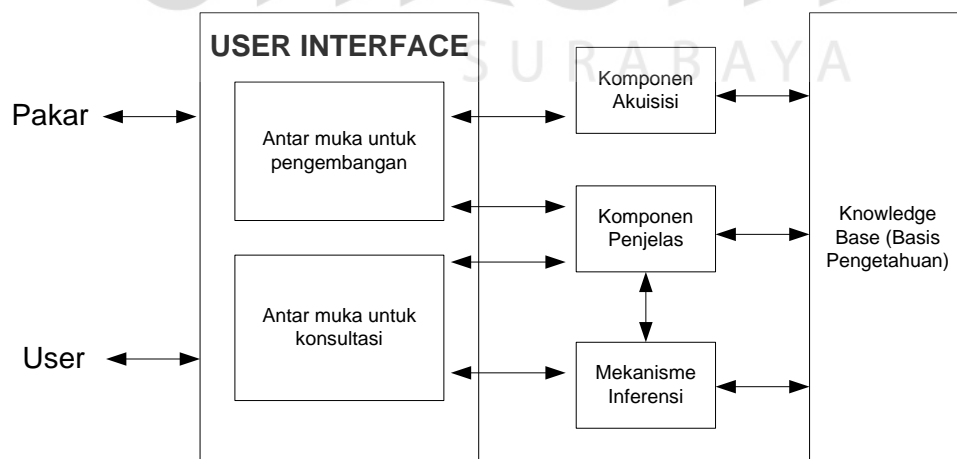 SURABAYA
USER INTERFACE
Pakar
Antar muka untuk
pengembangan
Komponen
Akuisisi
Komponen
Penjelas
Knowledge
Base (Basis
Pengetahuan)
Antar muka untuk
konsultasi
User
Mekanisme
Inferensi